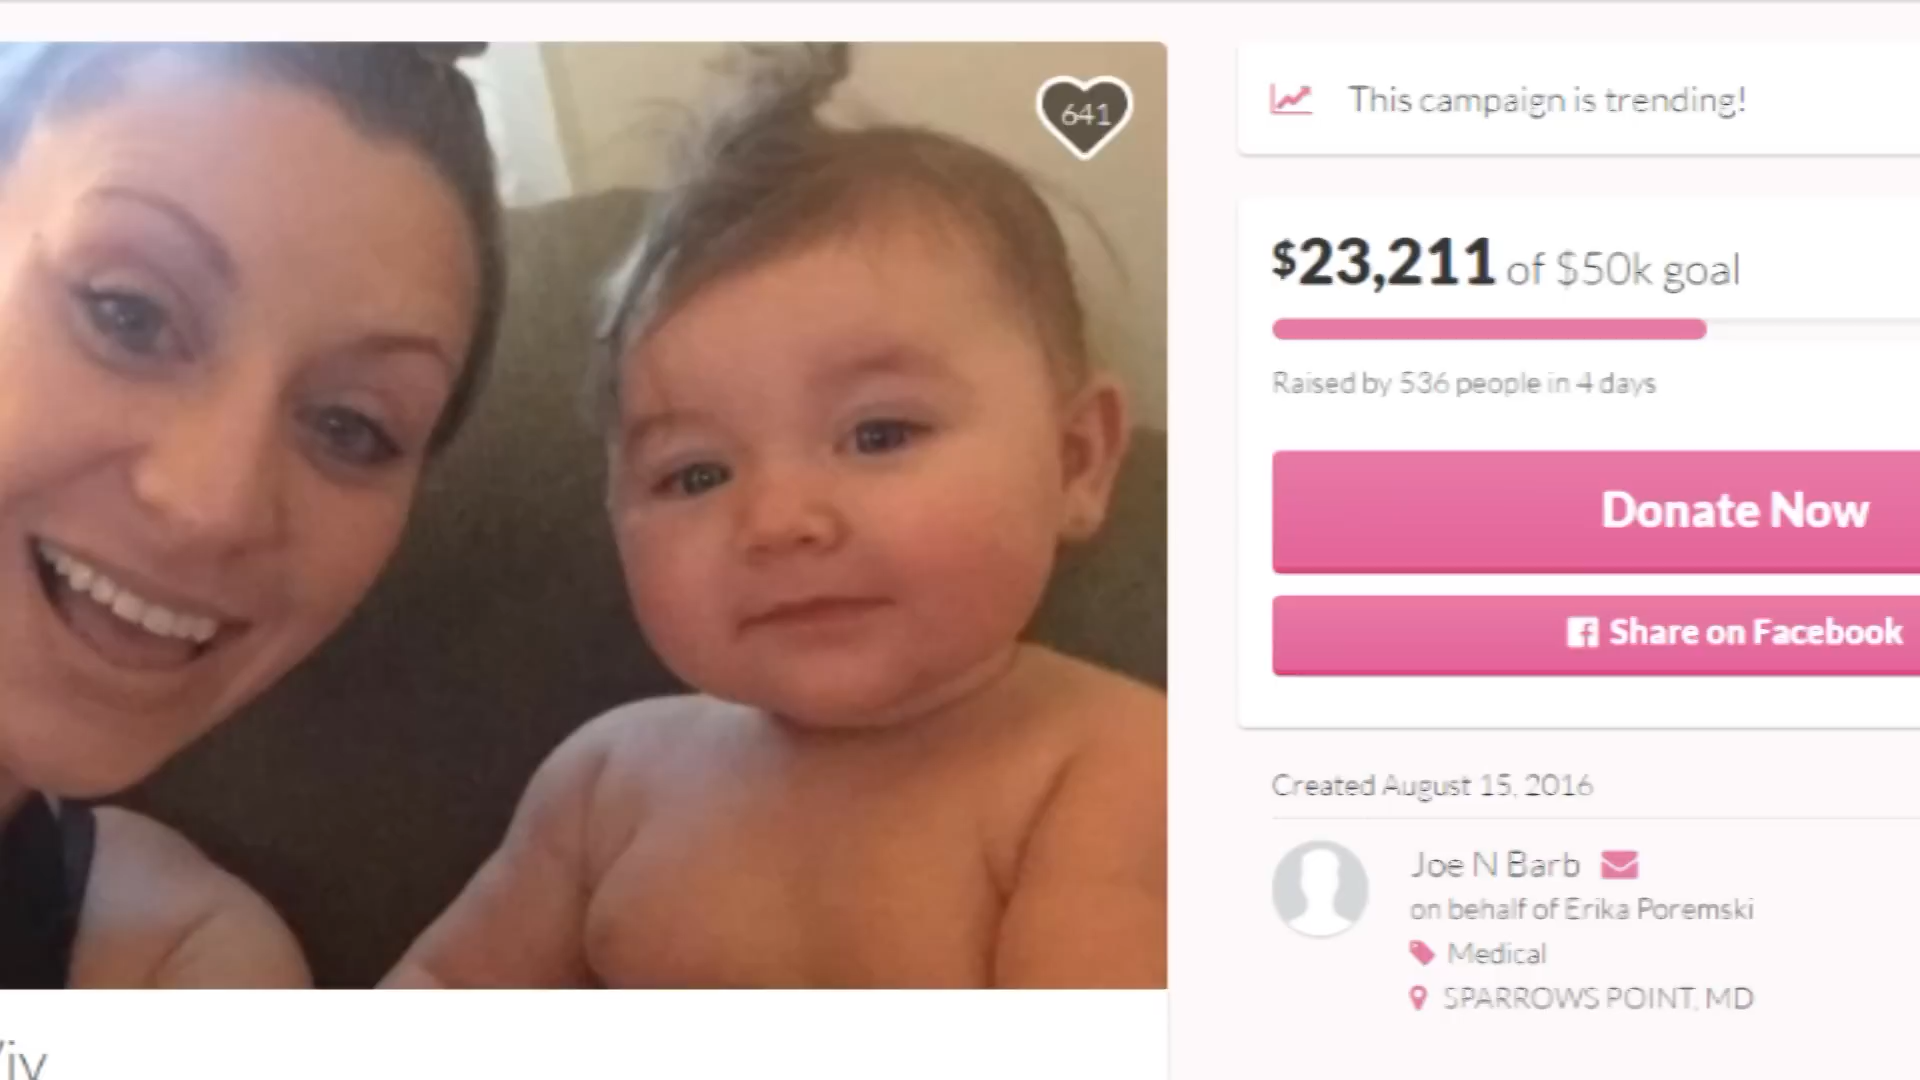 641
This campaign is trending!
$23,211 of $50k goal
Raised by 536 people in 4 days
Donate Now
Share on Facebook
Created August 15, 2016
Joe N Barb
on behalf of Erika Poremski
Medical
SPARROWS POINT, MD